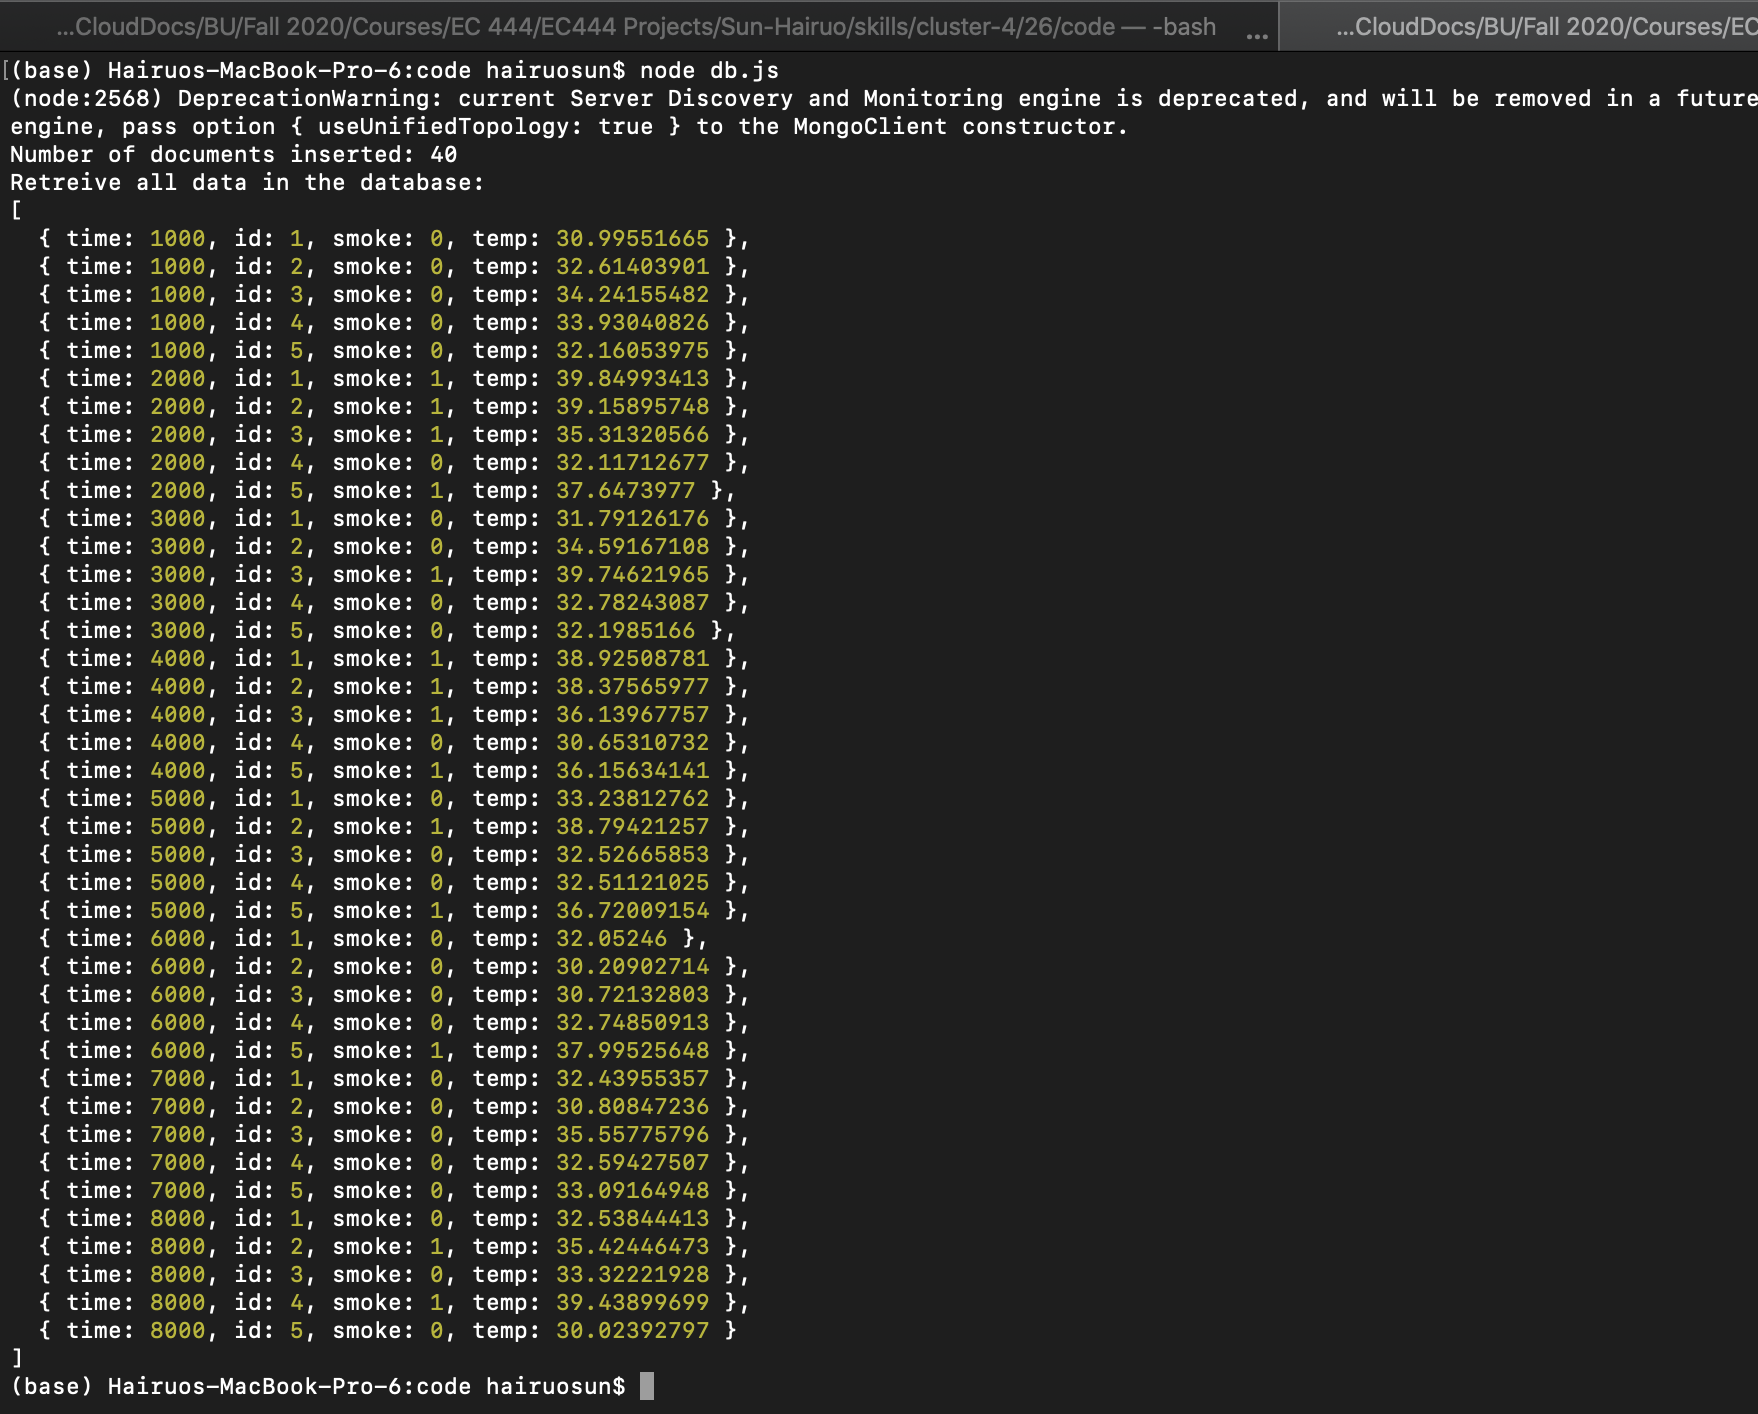 ...CloudDocs/BU/Fall 2020/Courses/EC 444/EC444 Projects/Sun-Hairuo/skills/cluster-4/26/code — -bash ... ...CloudDocs/BU/Fall 2020/Courses/EC
[(base) Hairuos-MacBook-Pro-6:code hairuosun$ node db.js
(node:2568) DeprecationWarning: current Server Discovery and Monitoring engine is deprecated, and will be removed in a future
engine, pass option { useUnifiedTopology: true } to the MongoClient constructor.
Number of documents inserted: 40
Retreive all data in the database:
[
  { time: 1000, id: 1, smoke: 0, temp: 30.99551665 },
  { time: 1000, id: 2, smoke: 0, temp: 32.61403901 },
  { time: 1000, id: 3, smoke: 0, temp: 34.24155482 },
  { time: 1000, id: 4, smoke: 0, temp: 33.93040826 },
  { time: 1000, id: 5, smoke: 0, temp: 32.16053975 },
  { time: 2000, id: 1, smoke: 1, temp: 39.84993413 },
  { time: 2000, id: 2, smoke: 1, temp: 39.15895748 },
  { time: 2000, id: 3, smoke: 1, temp: 35.31320566 },
  { time: 2000, id: 4, smoke: 0, temp: 32.11712677 },
  { time: 2000, id: 5, smoke: 1, temp: 37.6473977 },
  { time: 3000, id: 1, smoke: 0, temp: 31.79126176 },
  { time: 3000, id: 2, smoke: 0, temp: 34.59167108 },
  { time: 3000, id: 3, smoke: 1, temp: 39.74621965 },
  { time: 3000, id: 4, smoke: 0, temp: 32.78243087 },
  { time: 3000, id: 5, smoke: 0, temp: 32.1985166 },
  { time: 4000, id: 1, smoke: 1, temp: 38.92508781 },
  { time: 4000, id: 2, smoke: 1, temp: 38.37565977 },
  { time: 4000, id: 3, smoke: 1, temp: 36.13967757 },
  { time: 4000, id: 4, smoke: 0, temp: 30.65310732 },
  { time: 4000, id: 5, smoke: 1, temp: 36.15634141 },
  { time: 5000, id: 1, smoke: 0, temp: 33.23812762 },
  { time: 5000, id: 2, smoke: 1, temp: 38.79421257 },
  { time: 5000, id: 3, smoke: 0, temp: 32.52665853 },
  { time: 5000, id: 4, smoke: 0, temp: 32.51121025 },
  { time: 5000, id: 5, smoke: 1, temp: 36.72009154 },
  { time: 6000, id: 1, smoke: 0, temp: 32.05246 },
  { time: 6000, id: 2, smoke: 0, temp: 30.20902714 },
  { time: 6000, id: 3, smoke: 0, temp: 30.72132803 },
  { time: 6000, id: 4, smoke: 0, temp: 32.74850913 },
  { time: 6000, id: 5, smoke: 1, temp: 37.99525648 },
  { time: 7000, id: 1, smoke: 0, temp: 32.43955357 },
  { time: 7000, id: 2, smoke: 0, temp: 30.80847236 },
  { time: 7000, id: 3, smoke: 0, temp: 35.55775796 },
  { time: 7000, id: 4, smoke: 0, temp: 32.59427507 },
  { time: 7000, id: 5, smoke: 0, temp: 33.09164948 },
  { time: 8000, id: 1, smoke: 0, temp: 32.53844413 },
  { time: 8000, id: 2, smoke: 1, temp: 35.42446473 },
  { time: 8000, id: 3, smoke: 0, temp: 33.32221928 },
  { time: 8000, id: 4, smoke: 1, temp: 39.43899699 },
  { time: 8000, id: 5, smoke: 0, temp: 30.02392797 }
]
(base) Hairuos-MacBook-Pro-6:code hairuosun$